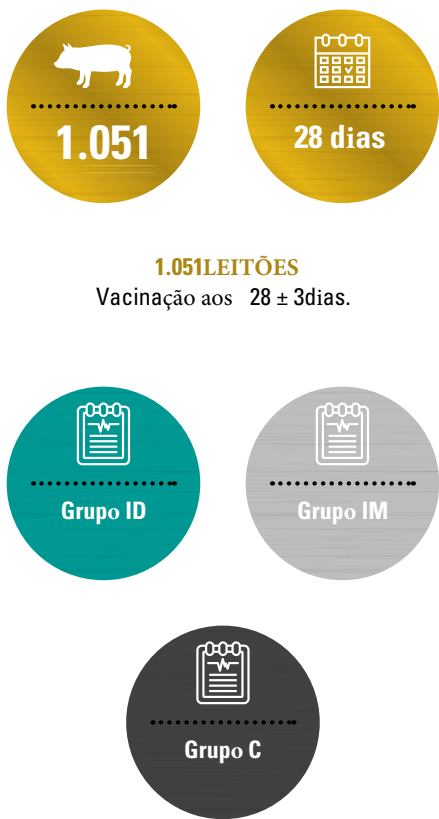 1.051
28 dias
1.051LEITÕES
Vacinação aos 28 ± 3dias.
Grupo ID
Grupo IM
Grupo C